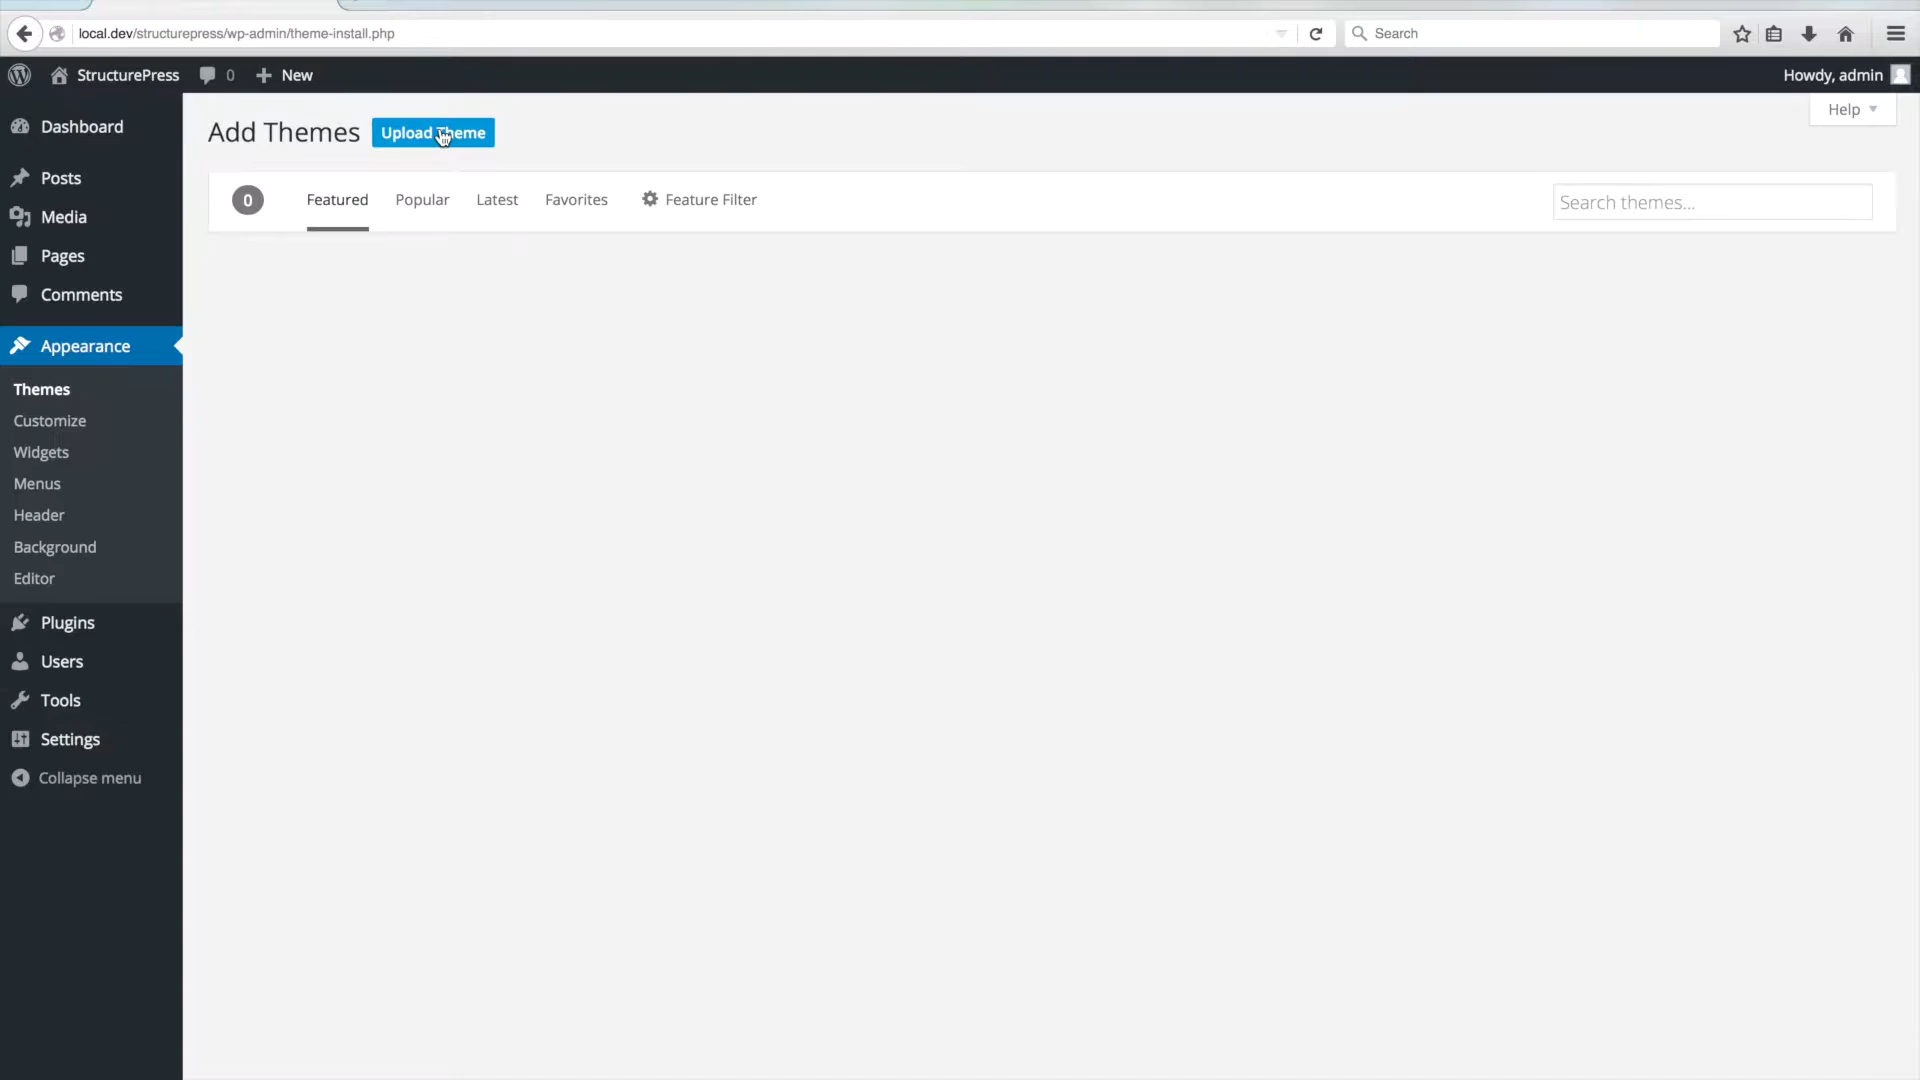 local.dev/structurepress/wp-admin/theme-install.php
Search
StructurePress
0
New
Howdy, admin
Help
Dashboard
Posts
Media
Pages
Comments
Appearance
Themes
Customize
Widgets
Menus
Header
Background
Editor
Plugins
Users
Tools
Settings
Collapse menu
Add Themes
Upload Theme
0
Featured
Popular
Latest
Favorites
Feature Filter
Search themes...